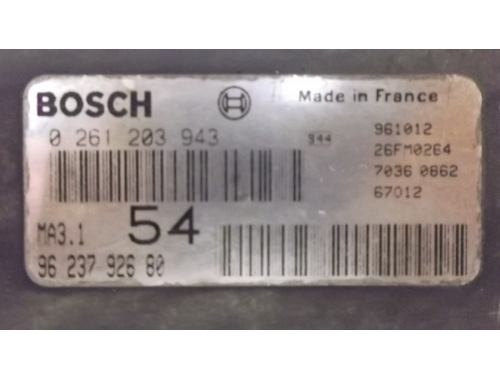 BOSCH Made in France
0 261 203 943 944 961012
26FM0264
7036 0862
67012
MA3.1 54
96 237 926 80